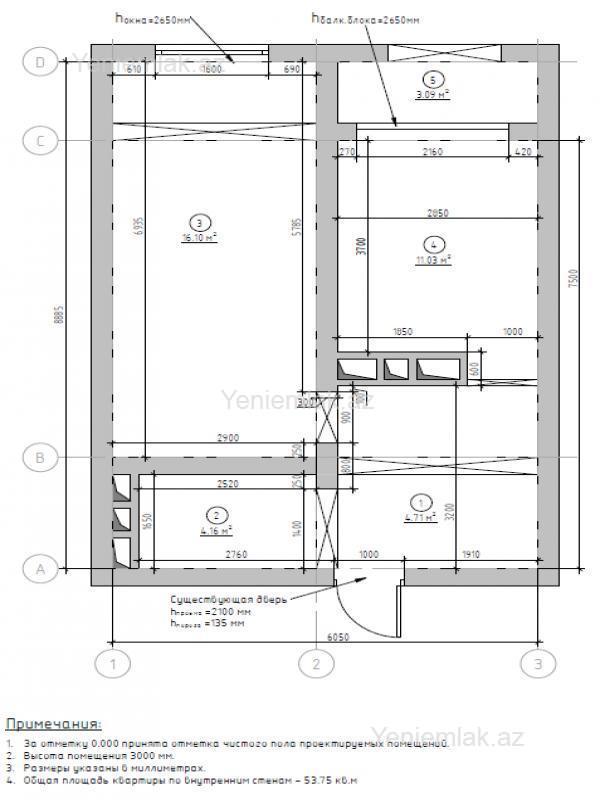 hокна=2650мм
hбалк.блока=2650мм
Yeniemlak.az
D
610
1600
690
5
3.09 м²
C
270
2160
420
2850
3
16.10 м²
6935
5785
3700
4
11.03 м²
7500
8885
1850
1000
600
Yeniemlak.az
300
900
2900
250
B
800
2520
250
2
4.16 м²
1650
1400
1
4.71 м²
3200
2760
1000
1910
A
Существующая дверь
hпроема =2100 мм
hпорога =135 мм
6050
1
2
3
Примечания:
Yeniemlak.az
1. За отметку 0.000 принята отметка чистого пола проектируемых помещений.
2. Высота помещения 3000 мм.
3. Размеры указаны в миллиметрах.
4. Общая площадь квартиры по внутренним стенам – 53.75 кв.м